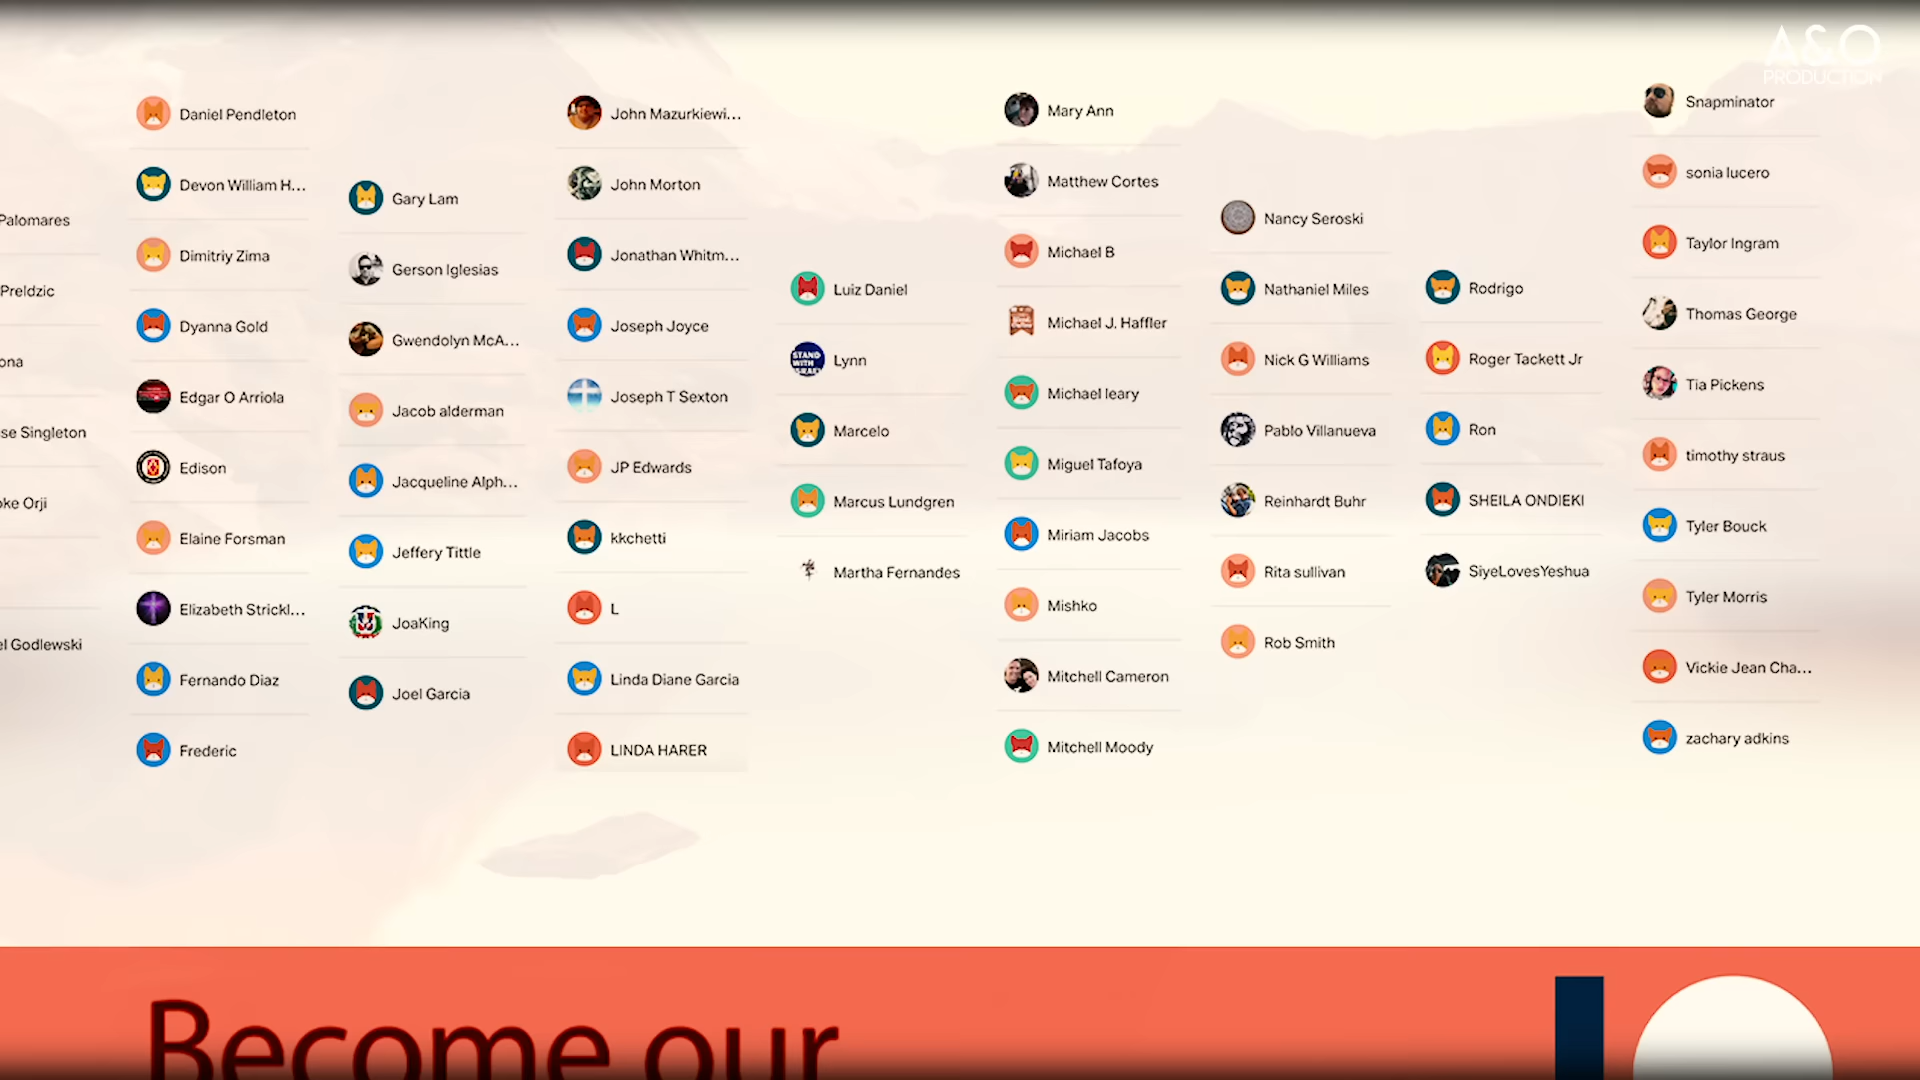 A&O
PRODUCTION
Palomares
Preldzic
ona
se Singleton
oke Orji
el Godlewski
Daniel Pendleton
Devon William H...
Dimitriy Zima
Dyanna Gold
Edgar O Arriola
Edison
Elaine Forsman
Elizabeth Strickl...
Fernando Diaz
Frederic
Gary Lam
Gerson Iglesias
Gwendolyn McA...
Jacob alderman
Jacqueline Alph...
Jeffery Tittle
JoaKing
Joel Garcia
John Mazurkiewi...
John Morton
Jonathan Whitm...
Joseph Joyce
Joseph T Sexton
JP Edwards
kkchetti
L
Linda Diane Garcia
LINDA HARER
Luiz Daniel
STAND
WITH
Lynn
Marcelo
Marcus Lundgren
Martha Fernandes
Mary Ann
Matthew Cortes
Michael B
Michael J. Haffler
Michael leary
Miguel Tafoya
Miriam Jacobs
Mishko
Mitchell Cameron
Mitchell Moody
Nancy Seroski
Nathaniel Miles
Nick G Williams
Pablo Villanueva
Reinhardt Buhr
Rita sullivan
Rob Smith
Rodrigo
Roger Tackett Jr
Ron
SHEILA ONDIEKI
SiyeLovesYeshua
Snapminator
sonia lucero
Taylor Ingram
Thomas George
Tia Pickens
timothy straus
Tyler Bouck
Tyler Morris
Vickie Jean Cha...
zachary adkins
Become our